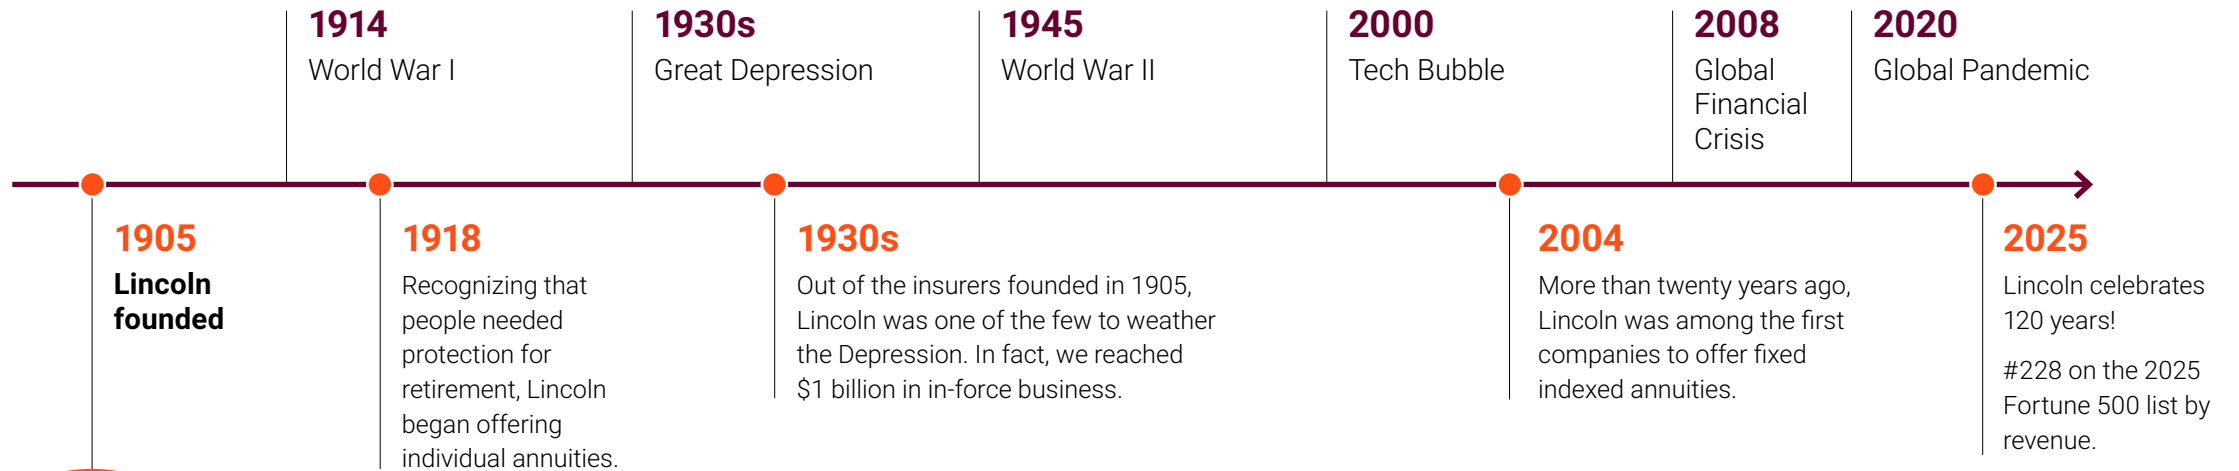 1914
World War I
1930s
Great Depression
1945
World War II
2000
Tech Bubble
2008
Global
Financial
Crisis
2020
Global Pandemic
1905
Lincoln
founded
1918
Recognizing that
people needed
protection for
retirement, Lincoln
began offering
individual annuities.
1930s
Out of the insurers founded in 1905,
Lincoln was one of the few to weather
the Depression. In fact, we reached
$1 billion in in-force business.
2004
More than twenty years ago,
Lincoln was among the first
companies to offer fixed
indexed annuities.
2025
Lincoln celebrates
120 years!
#228 on the 2025
Fortune 500 list by
revenue.